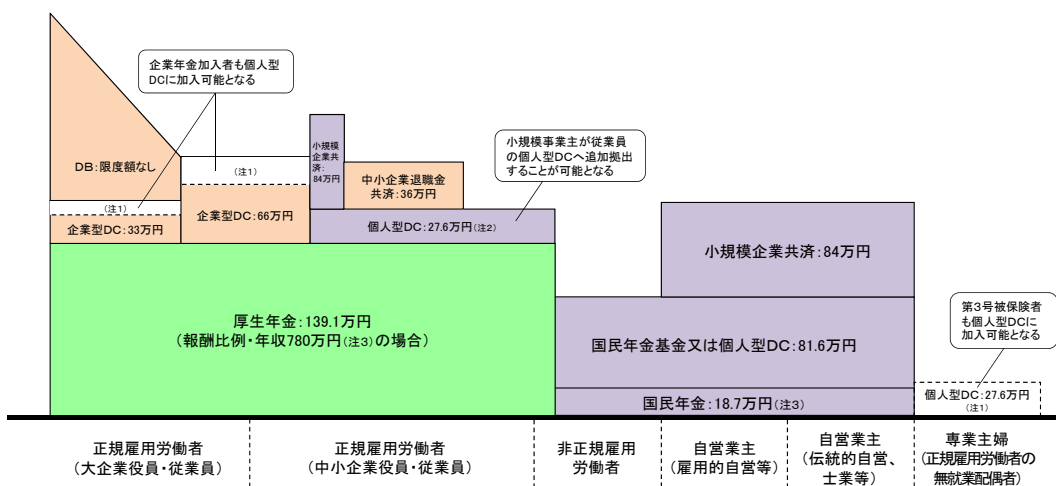 企業年金加入者も個人型
DCに加入可能となる
DB:限度額なし
(注1)
企業型DC:33万円
(注1)
企業型DC:66万円
小規模
企業共
済:
84万円
中小企業退職金
共済:36万円
個人型DC:27.6万円(注2)
小規模事業主が従業員
の個人型DCへ追加拠出
することが可能となる
厚生年金:139.1万円
(報酬比例・年収780万円(注3)の場合)
小規模企業共済:84万円
国民年金基金又は個人型DC:81.6万円
国民年金:18.7万円(注3)
第3号被保険者
も個人型DCに
加入可能となる
個人型DC:27.6万円
(注1)
正規雇用労働者
(大企業役員・従業員)
正規雇用労働者
(中小企業役員・従業員)
非正規雇用
労働者
自営業主
(雇用的自営等)
自営業主
(伝統的自営、
士業等)
専業主婦
(正規雇用労働者の
無就業配偶者)